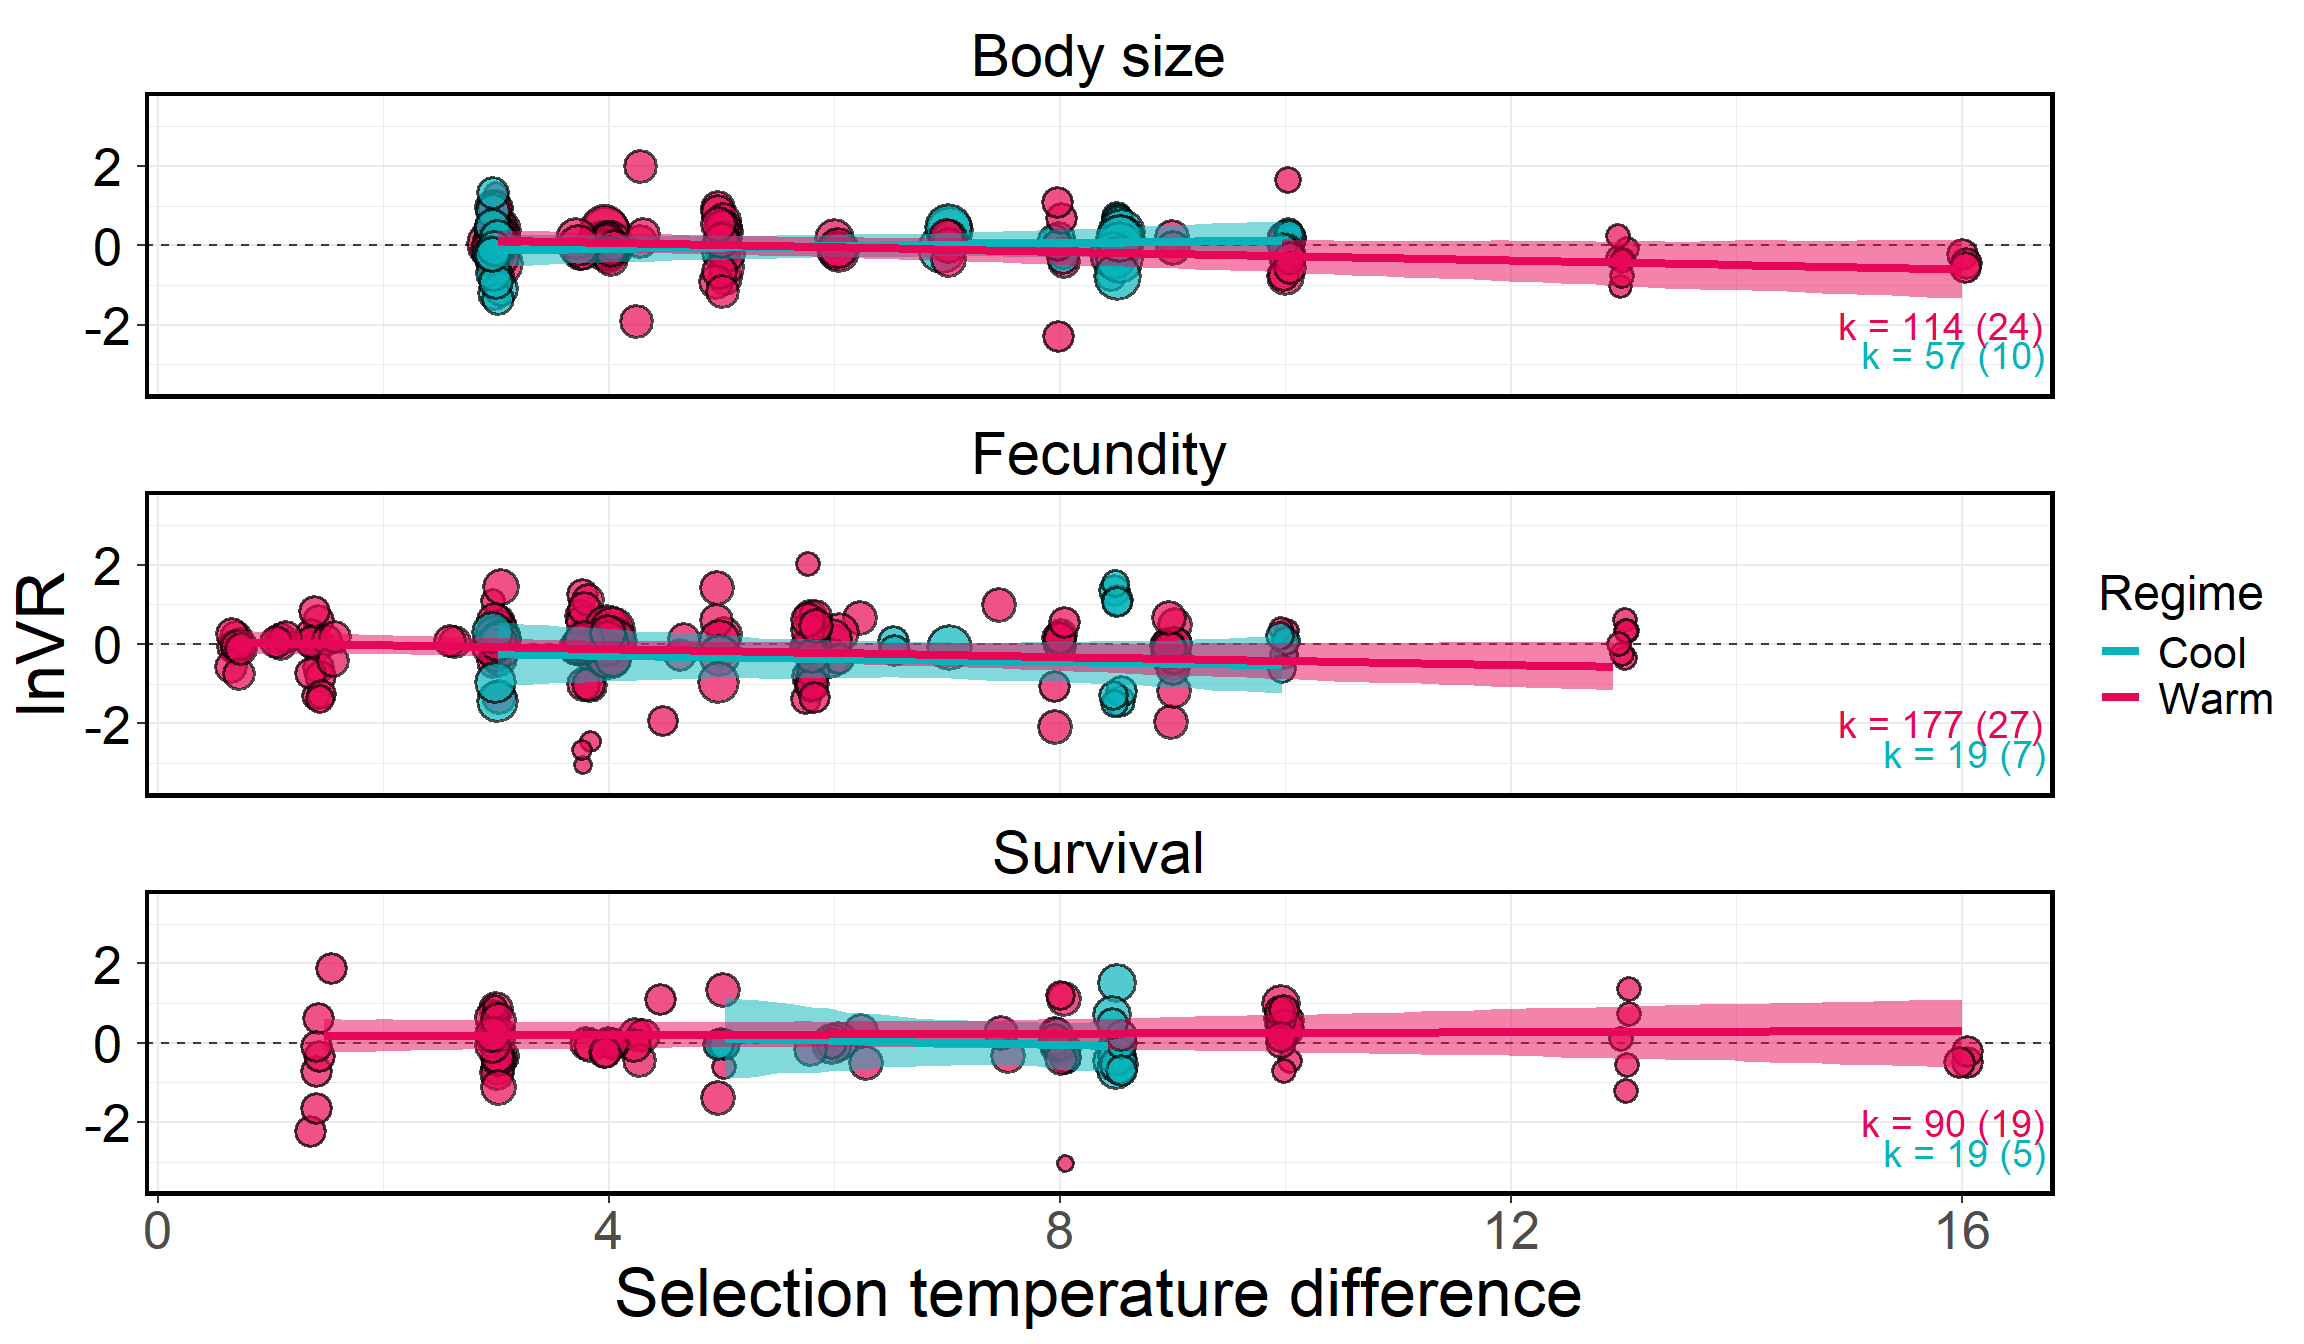 Body size
2
0
-2
k = 114 (24)
k = 57 (10)
Fecundity
2
0
-2
k = 177 (27)
k = 19 (7)
lnVR
Regime
Cool
Warm
Survival
2
0
-2
k = 90 (19)
k = 19 (5)
0 4 8 12 16
Selection temperature difference